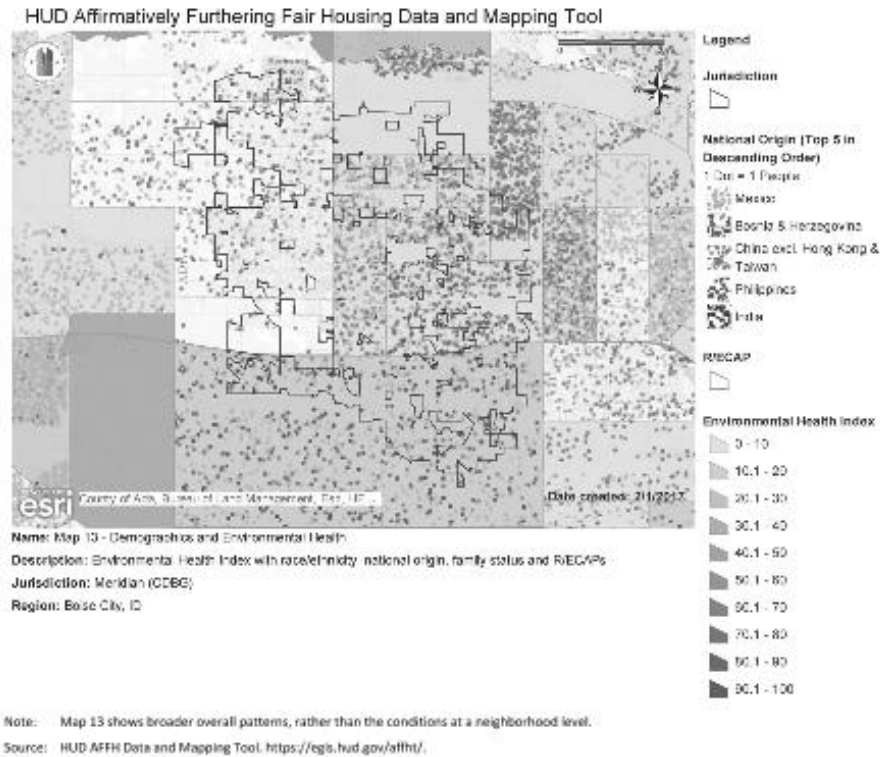 HUD Affirmatively Furthering Fair Housing Data and Mapping Tool
Legend
Jurisdiction
National Origin (Top 5 in
Descending Order)
1 Dot = 1 People
Mexico
Bosnia & Herzegovina
China excl. Hong Kong &
Taiwan
Philippines
India
R/ECAP
Environmental Health Index
0 - 10
10.1 - 20
20.1 - 30
30.1 - 40
40.1 - 50
50.1 - 60
60.1 - 70
70.1 - 80
80.1 - 90
90.1 - 100
esri
County of Ada, Bureau of Land Management, Esri,
Date created: 2/1/2017
Name: Map 13 - Demographics and Environmental Health
Description: Environmental Health Index with race/ethnicity, national origin, family status and R/ECAPs
Jurisdiction: Meridian (CDBG)
Region: Boise City, ID
Note: Map 13 shows broader overall patterns, rather than the conditions at a neighborhood level.
Source: HUD AFFH Data and Mapping Tool. https://egis.hud.gov/affht/.